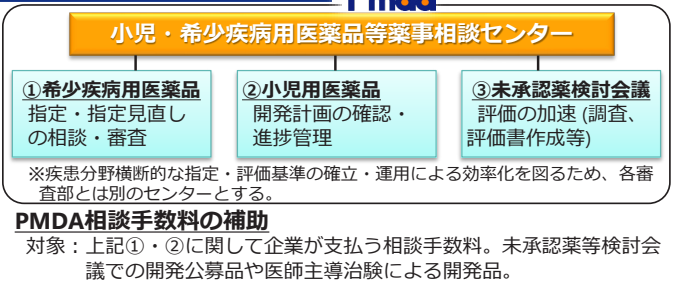 Pmda
小児・希少疾病用医薬品等薬事相談センター
①希少疾病用医薬品
指定・指定見直し
の相談・審査
②小児用医薬品
開発計画の確認・
進捗管理
③未承認薬検討会議
評価の加速 (調査、
評価書作成等)
※疾患分野横断的な指定・評価基準の確立・運用による効率化を図るため、各審
査部とは別のセンターとする。
PMDA相談手数料の補助
対象：上記①・②に関して企業が支払う相談手数料。未承認薬等検討会
議での開発公募品や医師主導治験による開発品。